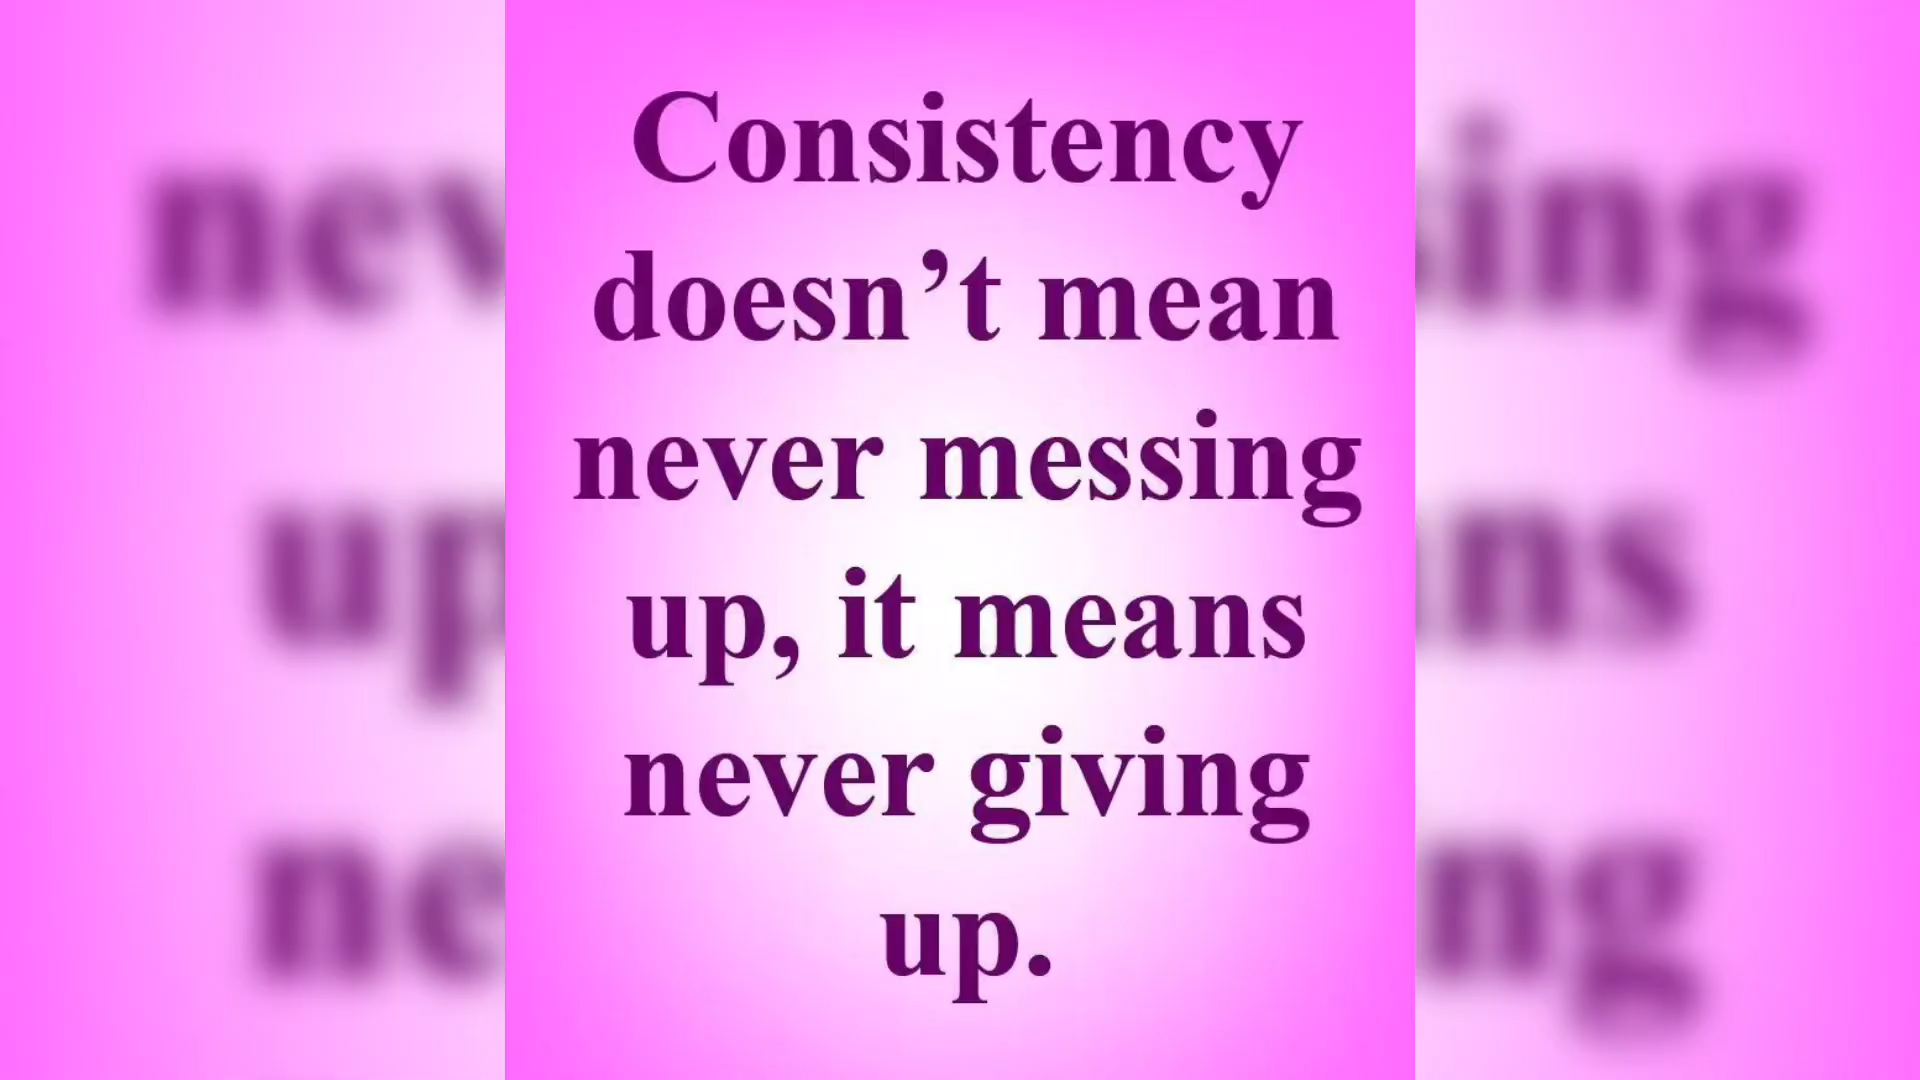 Consistency
doesn’t mean
never messing
up, it means
never giving
up.